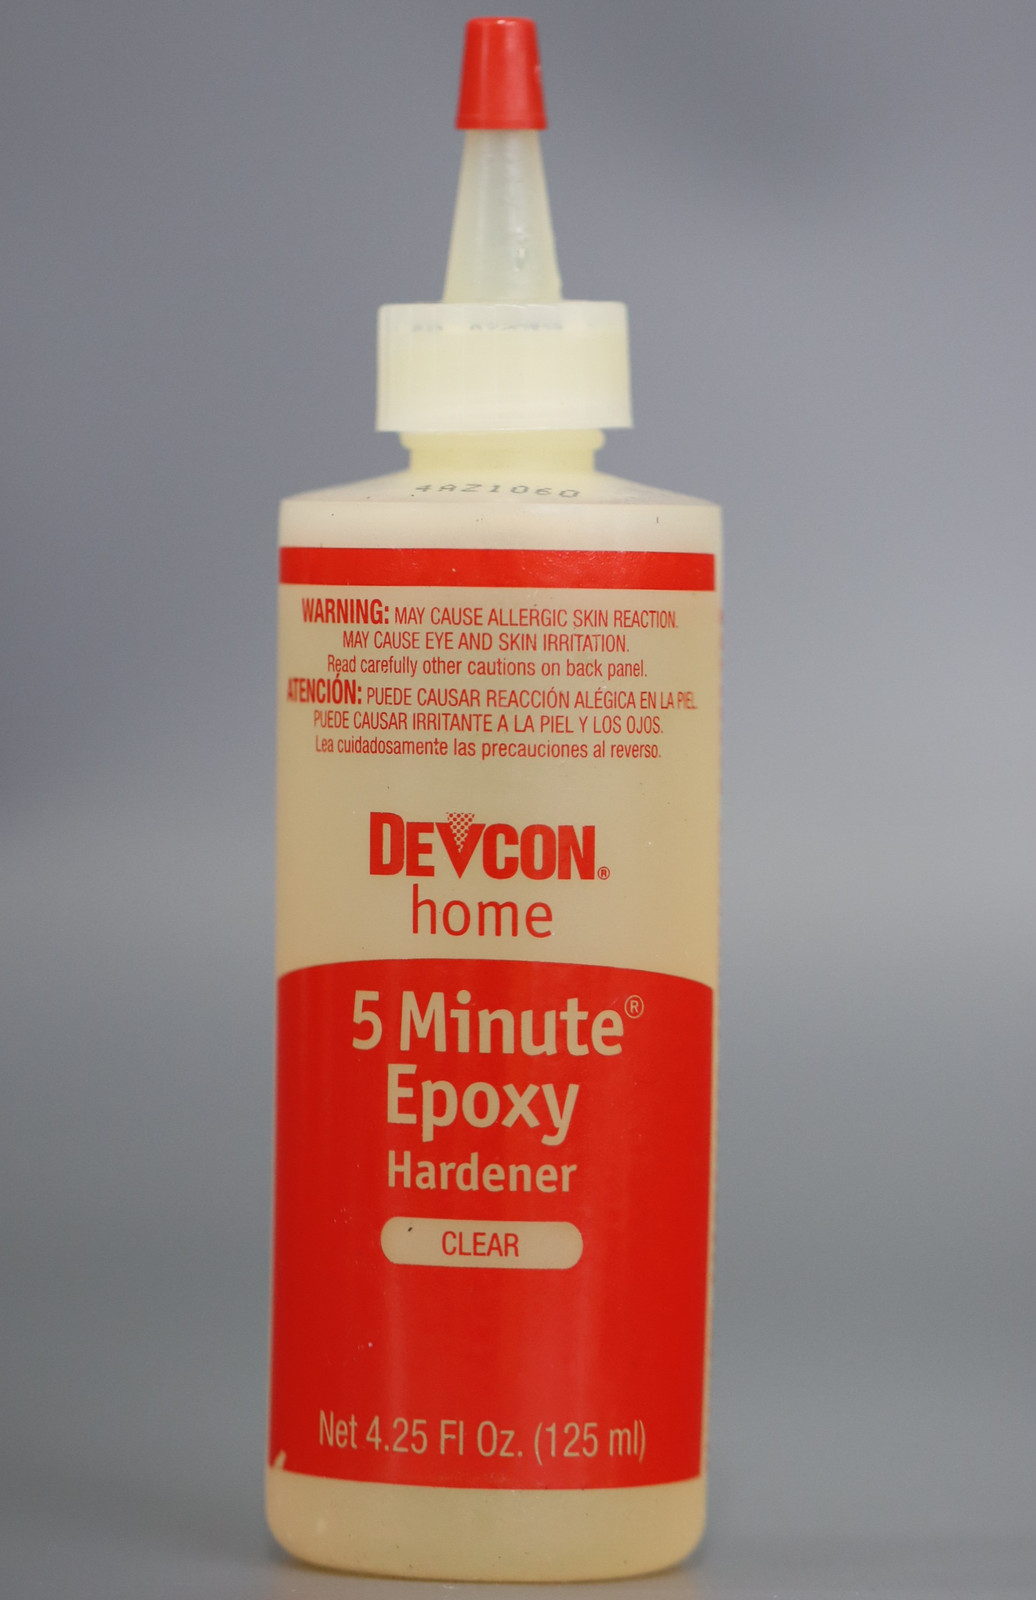 4AZ1060
WARNING: MAY CAUSE ALLERGIC SKIN REACTION.
MAY CAUSE EYE AND SKIN IRRITATION.
Read carefully other cautions on back panel.
ATENCIÓN: PUEDE CAUSAR REACCIÓN ALÉGICA EN LA PIEL.
PUEDE CAUSAR IRRITANTE A LA PIEL Y LOS OJOS.
Lea cuidadosamente las precauciones al reverso.
DEVCON®
home
5 Minute®
Epoxy
Hardener
CLEAR
Net 4.25 Fl Oz. (125 ml)